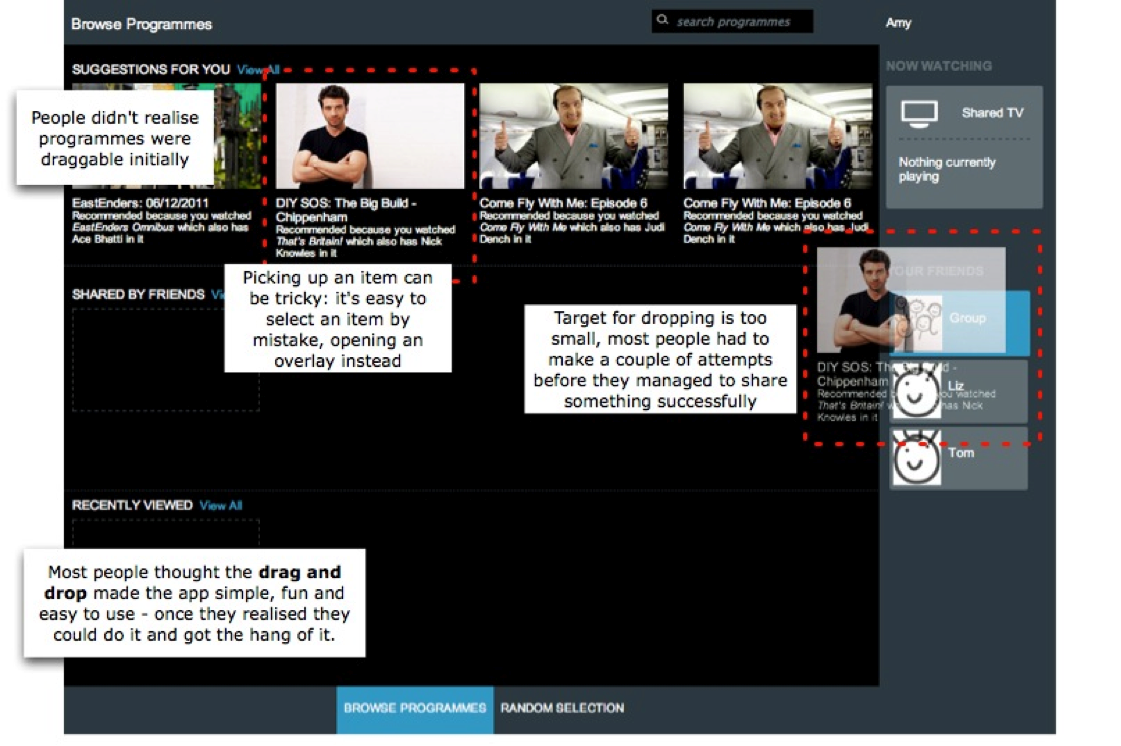 Browse Programmes
search programmes
Amy
SUGGESTIONS FOR YOU View All
NOW WATCHING
People didn't realise
programmes were
draggable initially
Shared TV
Nothing currently
playing
EastEnders: 06/12/2011
Recommended because you watched
EastEnders Omnibus which also has
Ace Bhatti in it
DIY SOS: The Big Build -
Chippenham
Recommended because you watched
That's Britain! which also has Nick
Knowles in it
Come Fly With Me: Episode 6
Recommended because you watched
Come Fly With Me which also has Judi
Dench in it
Come Fly With Me: Episode 6
Recommended because you watched
Come Fly With Me which also has Judi
Dench in it
Picking up an item can
be tricky: it's easy to
select an item by
mistake, opening an
overlay instead
SHARED BY FRIENDS
YOUR FRIENDS
Group
Target for dropping is too
small, most people had to
make a couple of attempts
before they managed to share
something successfully
DIY SOS: The Big Build -
Chippenham
Recommended because you watched
That's Britain! which also has Nick
Knowles in it
Liz
Tom
RECENTLY VIEWED View All
Most people thought the drag and
drop made the app simple, fun and
easy to use - once they realised they
could do it and got the hang of it.
BROWSE PROGRAMMES RANDOM SELECTION